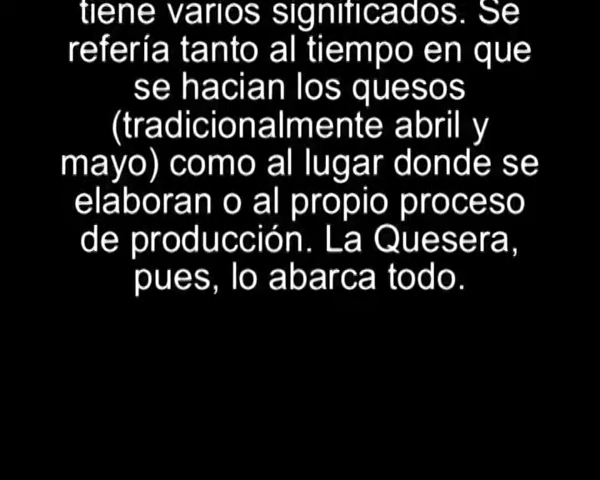 tiene varios significados. Se
refería tanto al tiempo en que
se hacian los quesos
(tradicionalmente abril y
mayo) como al lugar donde se
elaboran o al propio proceso
de producción. La Quesera,
pues, lo abarca todo.